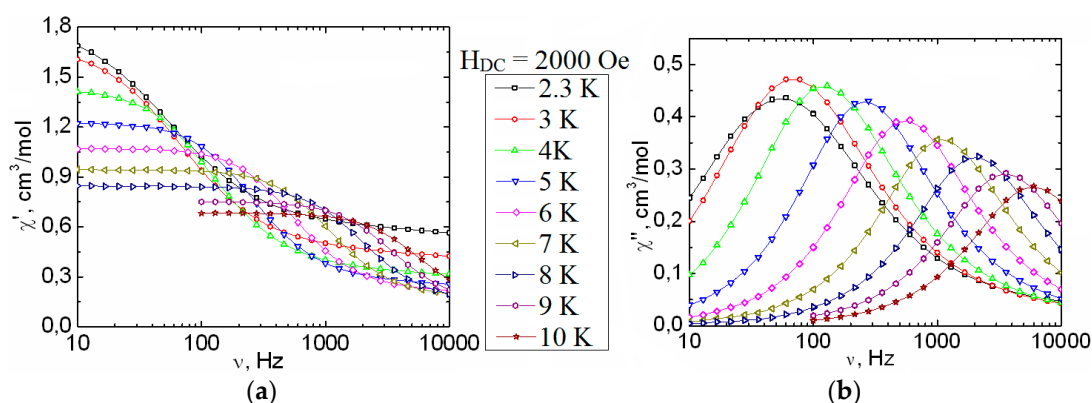 1,8
1,5
1,2
0,9
0,6
0,3
0,0
10
100
1000
10000
χ', cm³/mol
ν, Hz
(a)
H_DC = 2000 Oe
2.3 K
3 K
4K
5 K
6 K
7 K
8 K
9 K
10 K
0,5
0,4
0,3
0,2
0,1
0,0
10
100
1000
10000
χ", cm³/mol
ν, Hz
(b)